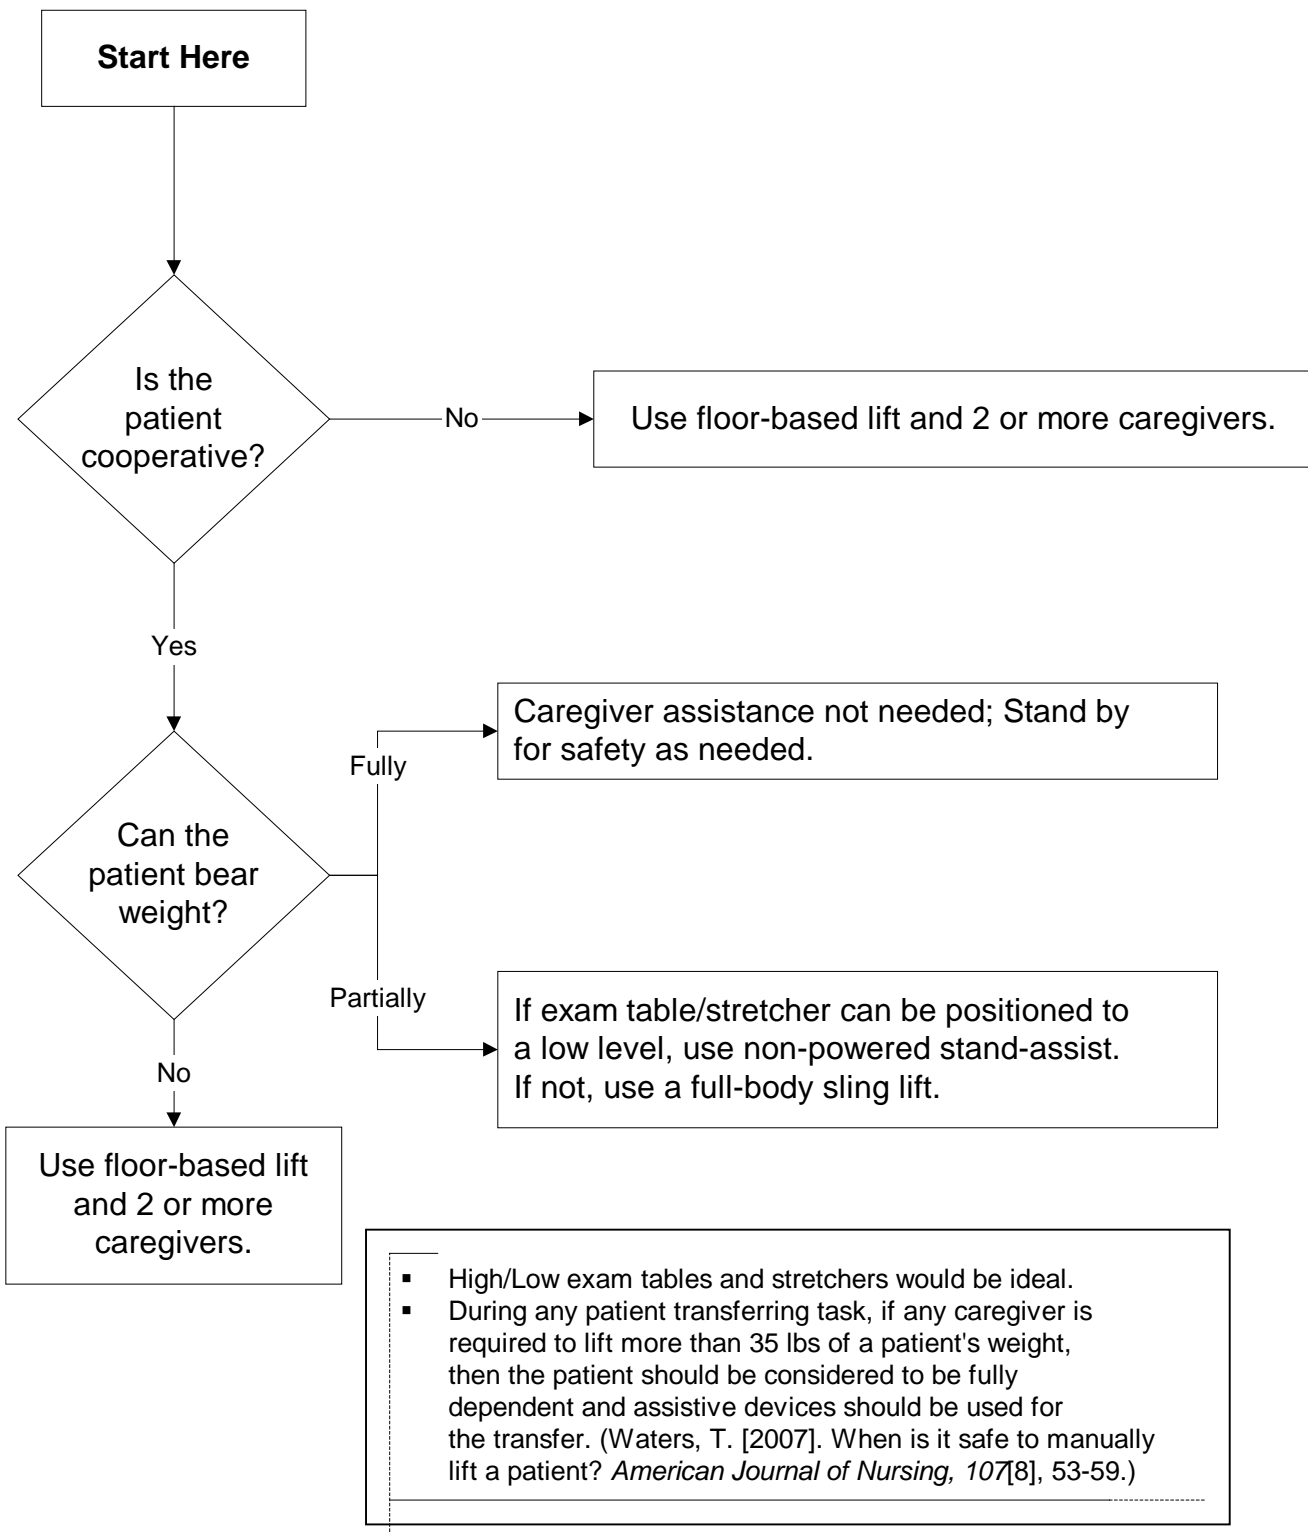 Start Here
Is the
patient
cooperative?
No
Use floor-based lift and 2 or more caregivers.
Yes
Caregiver assistance not needed; Stand by
for safety as needed.
Fully
Can the
patient bear
weight?
Partially
If exam table/stretcher can be positioned to
a low level, use non-powered stand-assist.
If not, use a full-body sling lift.
No
Use floor-based lift
and 2 or more
caregivers.
▪ High/Low exam tables and stretchers would be ideal.
▪ During any patient transferring task, if any caregiver is
required to lift more than 35 lbs of a patient's weight,
then the patient should be considered to be fully
dependent and assistive devices should be used for
the transfer. (Waters, T. [2007]. When is it safe to manually
lift a patient? American Journal of Nursing, 107[8], 53-59.)